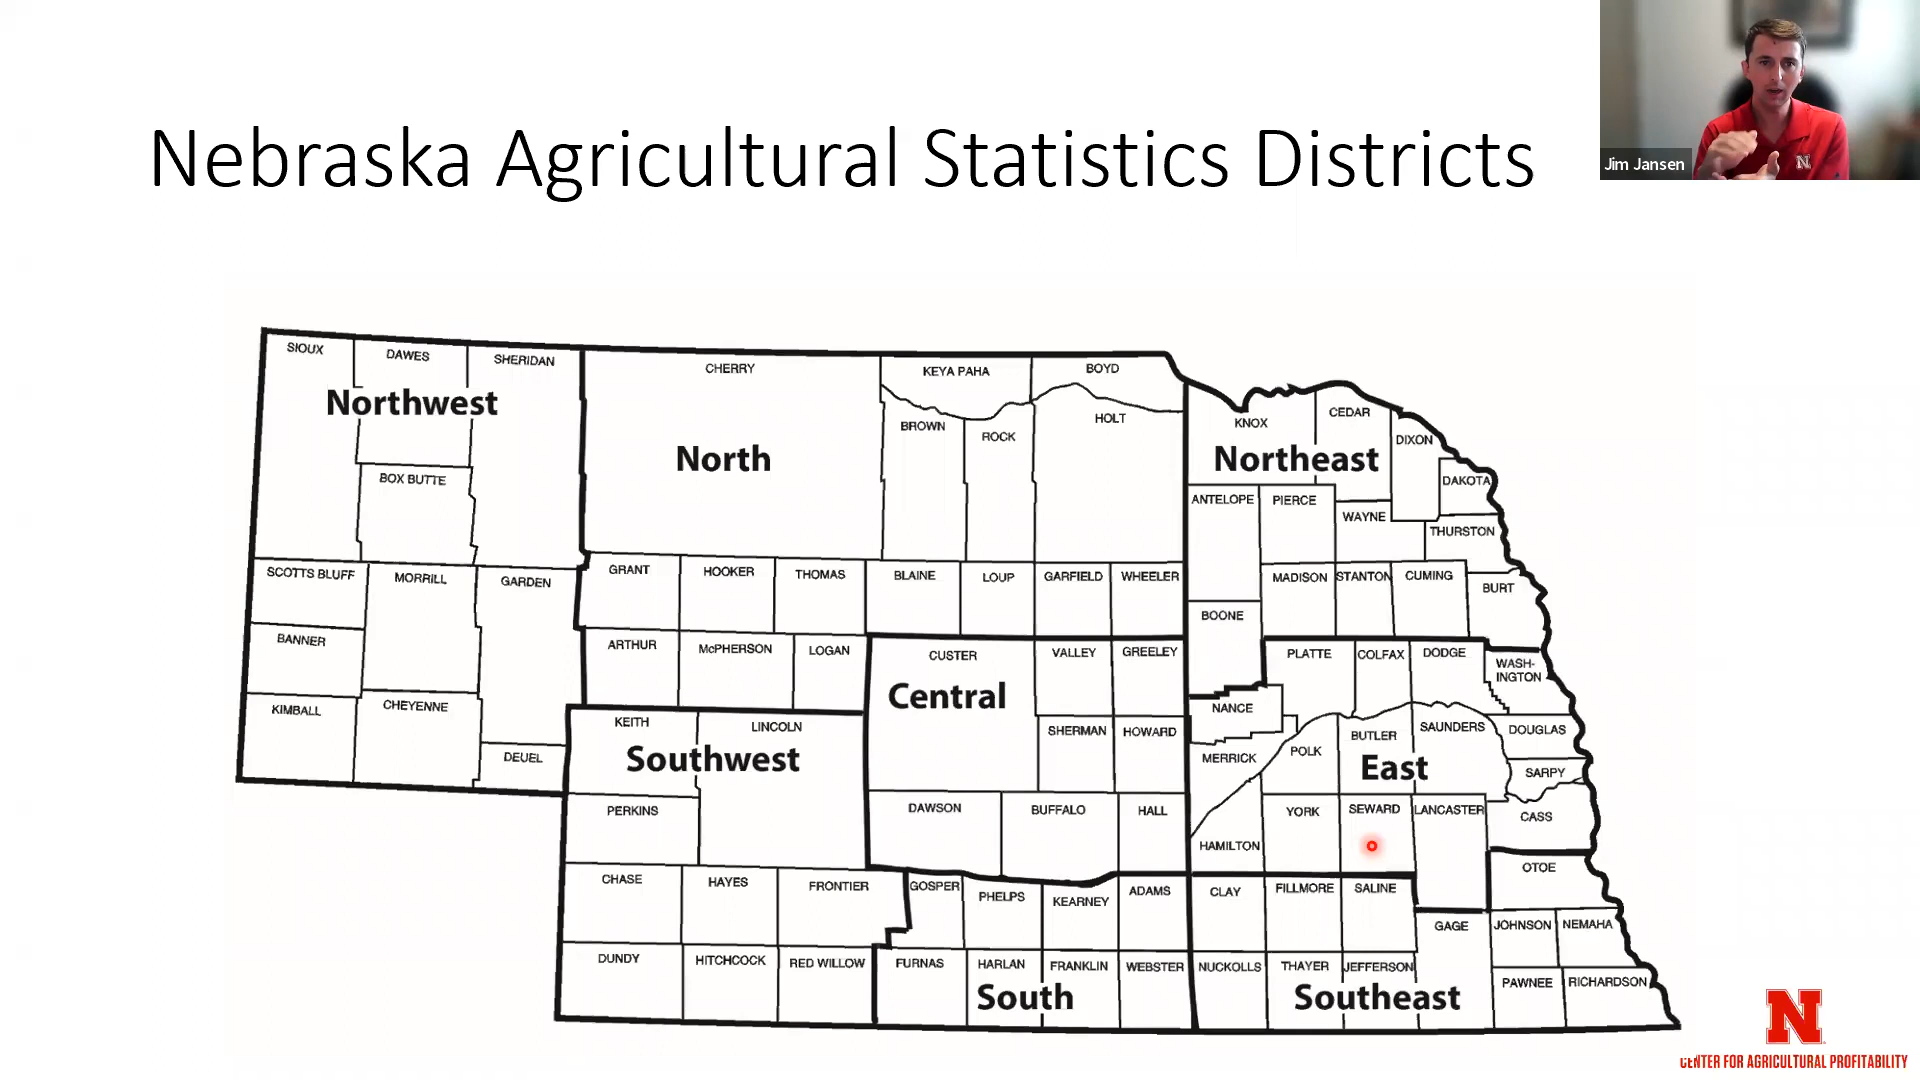 Nebraska Agricultural Statistics Districts
Jim Jansen
SIOUX
DAWES
SHERIDAN
Northwest
BOX BUTTE
SCOTTS BLUFF
MORRILL
GARDEN
BANNER
KIMBALL
CHEYENNE
DEUEL
CHERRY
KEYA PAHA
BOYD
BROWN
ROCK
HOLT
North
GRANT
HOOKER
THOMAS
BLAINE
LOUP
GARFIELD
WHEELER
ARTHUR
McPHERSON
LOGAN
KNOX
CEDAR
DIXON
Northeast
DAKOTA
ANTELOPE
PIERCE
WAYNE
THURSTON
MADISON
STANTON
CUMING
BURT
BOONE
CUSTER
VALLEY
GREELEY
Central
SHERMAN
HOWARD
DAWSON
BUFFALO
HALL
PLATTE
COLFAX
DODGE
WASH-
INGTON
NANCE
MERRICK
POLK
BUTLER
SAUNDERS
DOUGLAS
East
SARPY
HAMILTON
YORK
SEWARD
LANCASTER
CASS
KEITH
LINCOLN
Southwest
PERKINS
CHASE
HAYES
FRONTIER
DUNDY
HITCHCOCK
RED WILLOW
GOSPER
PHELPS
KEARNEY
ADAMS
FURNAS
HARLAN
FRANKLIN
WEBSTER
South
CLAY
FILLMORE
SALINE
GAGE
OTOE
JOHNSON
NEMAHA
NUCKOLLS
THAYER
JEFFERSON
PAWNEE
RICHARDSON
Southeast
N
N
CENTER FOR AGRICULTURAL PROFITABILITY